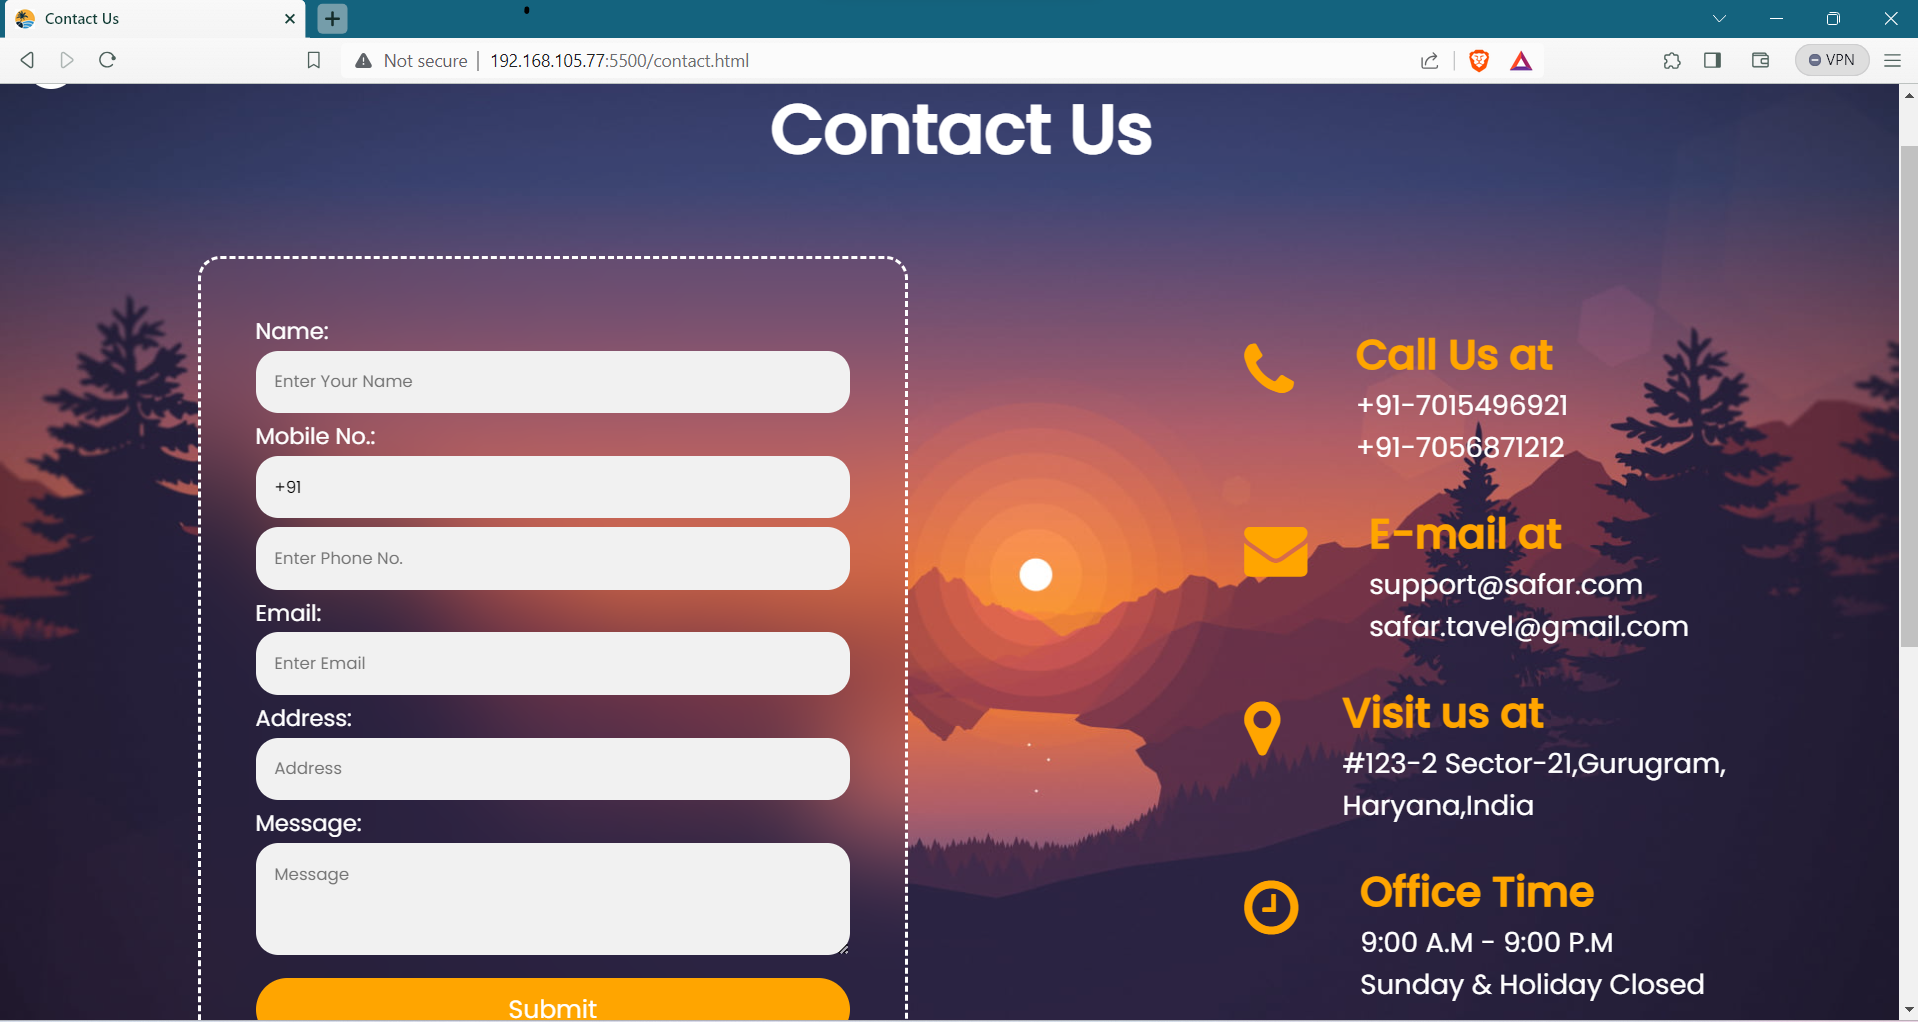 Contact Us
Not secure
192.168.105.77:5500/contact.html
VPN
Contact Us
Name:
Enter Your Name
Mobile No.:
+91
Enter Phone No.
Email:
Enter Email
Address:
Address
Message:
Message
Submit
Call Us at
+91-7015496921
+91-7056871212
E-mail at
support@safar.com
safar.tavel@gmail.com
Visit us at
#123-2 Sector-21,Gurugram,
Haryana,India
Office Time
9:00 A.M - 9:00 P.M
Sunday & Holiday Closed